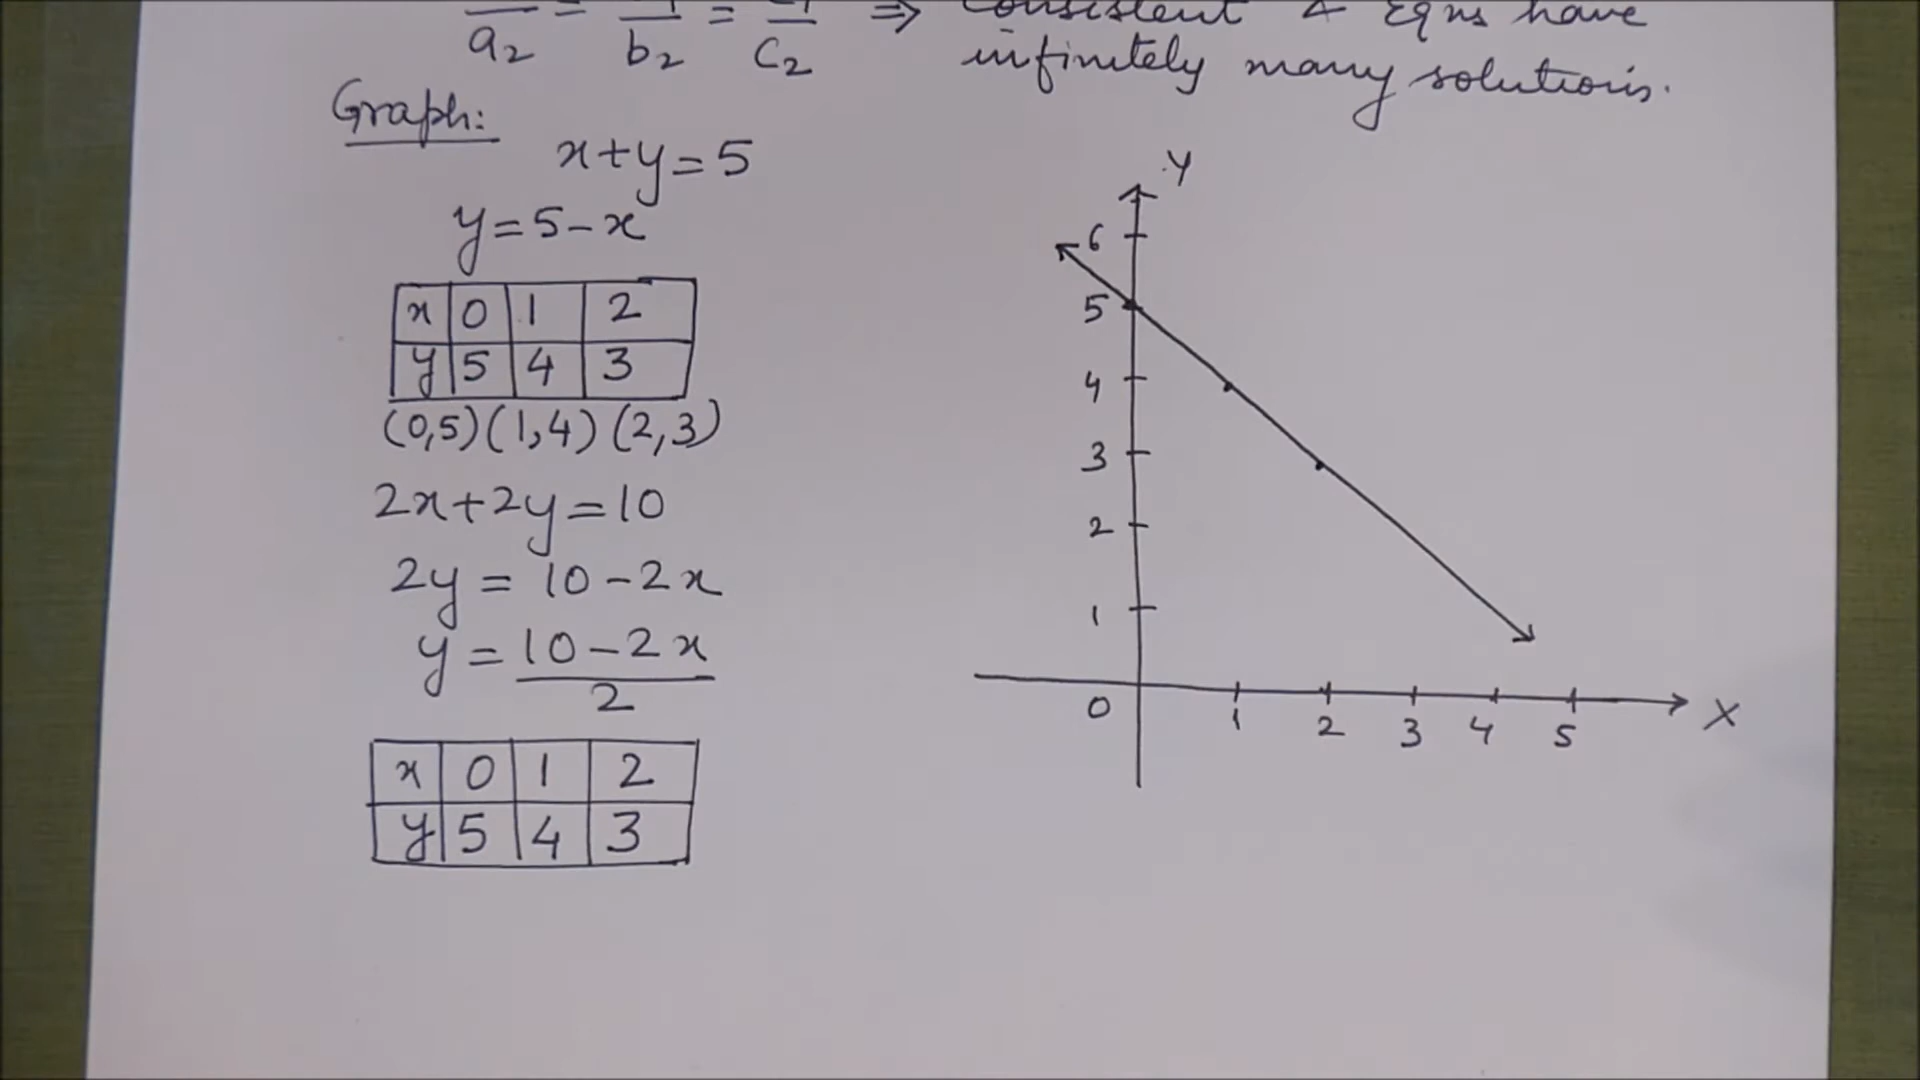 a₂ = b₂ = c₂ ⇒ Consistent & Eqns have
infinitely many solutions.
Graph:
x+y=5
y=5-x
x 0 1 2
y 5 4 3
(0,5) (1,4) (2,3)
2x+2y=10
2y = 10-2x
y = 10-2x
2
x 0 1 2
y 5 4 3
Y
6
5
4
3
2
1
0 1 2 3 4 5 X